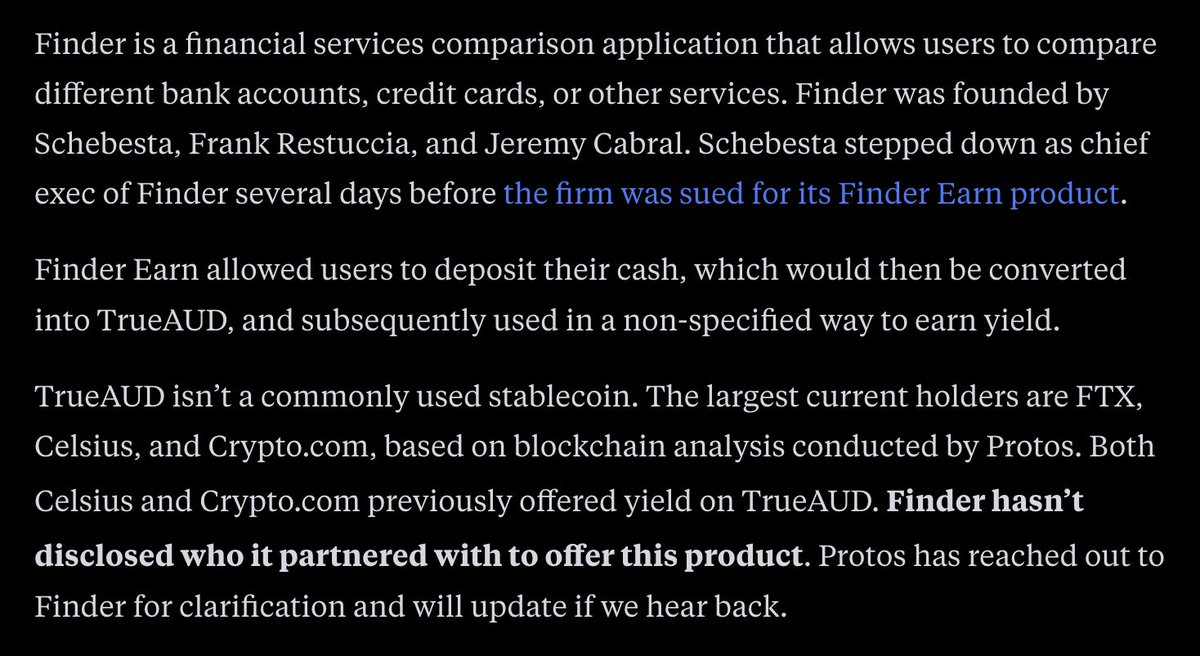 Finder is a financial services comparison application that allows users to compare
different bank accounts, credit cards, or other services. Finder was founded by
Schebesta, Frank Restuccia, and Jeremy Cabral. Schebesta stepped down as chief
exec of Finder several days before the firm was sued for its Finder Earn product.
Finder Earn allowed users to deposit their cash, which would then be converted
into TrueAUD, and subsequently used in a non-specified way to earn yield.
TrueAUD isn’t a commonly used stablecoin. The largest current holders are FTX,
Celsius, and Crypto.com, based on blockchain analysis conducted by Protos. Both
Celsius and Crypto.com previously offered yield on TrueAUD. Finder hasn’t
disclosed who it partnered with to offer this product. Protos has reached out to
Finder for clarification and will update if we hear back.